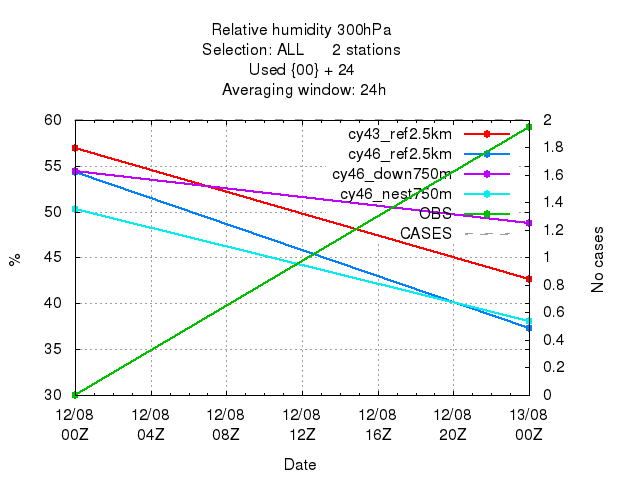 Relative humidity 300hPa
Selection: ALL 2 stations
Used {00} + 24
Averaging window: 24h
60 2
cy43_ref2.5km
1.8
cy46_ref2.5km
55
1.6
cy46_down750m
cy46_nest750m
1.4
50
OBS
1.2
CASES
%
45 1
No cases
0.8
40
0.6
0.4
35
0.2
30 0
12/08 12/08 12/08 12/08 12/08 12/08 13/08
00Z 04Z 08Z 12Z 16Z 20Z 00Z
Date